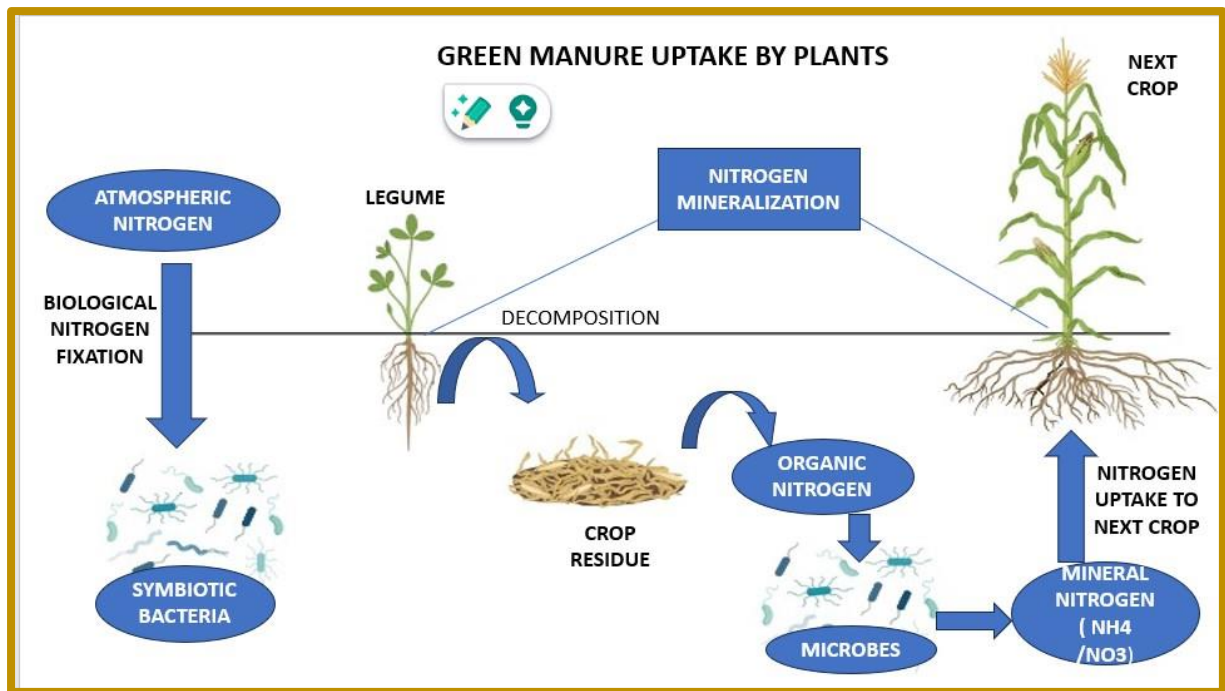 GREEN MANURE UPTAKE BY PLANTS
NEXT
CROP
ATMOSPHERIC
NITROGEN
LEGUME
NITROGEN
MINERALIZATION
BIOLOGICAL
NITROGEN
FIXATION
DECOMPOSITION
ORGANIC
NITROGEN
CROP
RESIDUE
NITROGEN
UPTAKE TO
NEXT CROP
SYMBIOTIC
BACTERIA
MICROBES
MINERAL
NITROGEN
( NH4
/NO3)